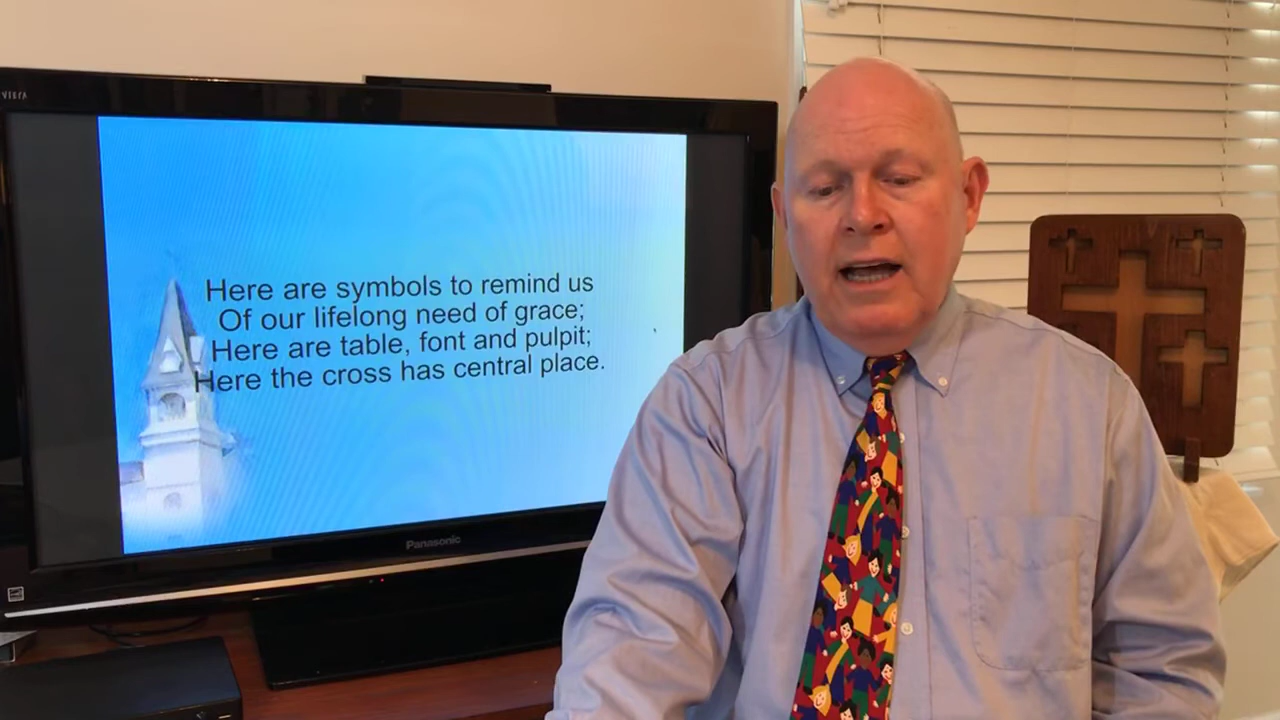 VIERA
Here are symbols to remind us
Of our lifelong need of grace;
Here are table, font and pulpit;
Here the cross has central place.
Panasonic